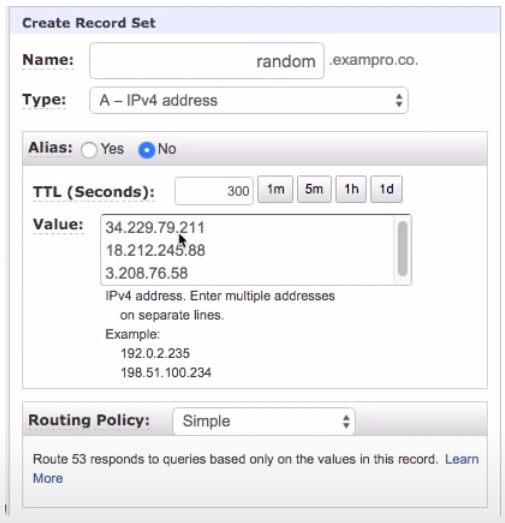 Create Record Set
Name: random .exampro.co.
Type: A – IPv4 address
Alias: Yes No
TTL (Seconds): 300 1m 5m 1h 1d
Value: 34.229.79.211
18.212.245.88
3.208.76.58
IPv4 address. Enter multiple addresses
on separate lines.
Example:
192.0.2.235
198.51.100.234
Routing Policy: Simple
Route 53 responds to queries based only on the values in this record. Learn
More